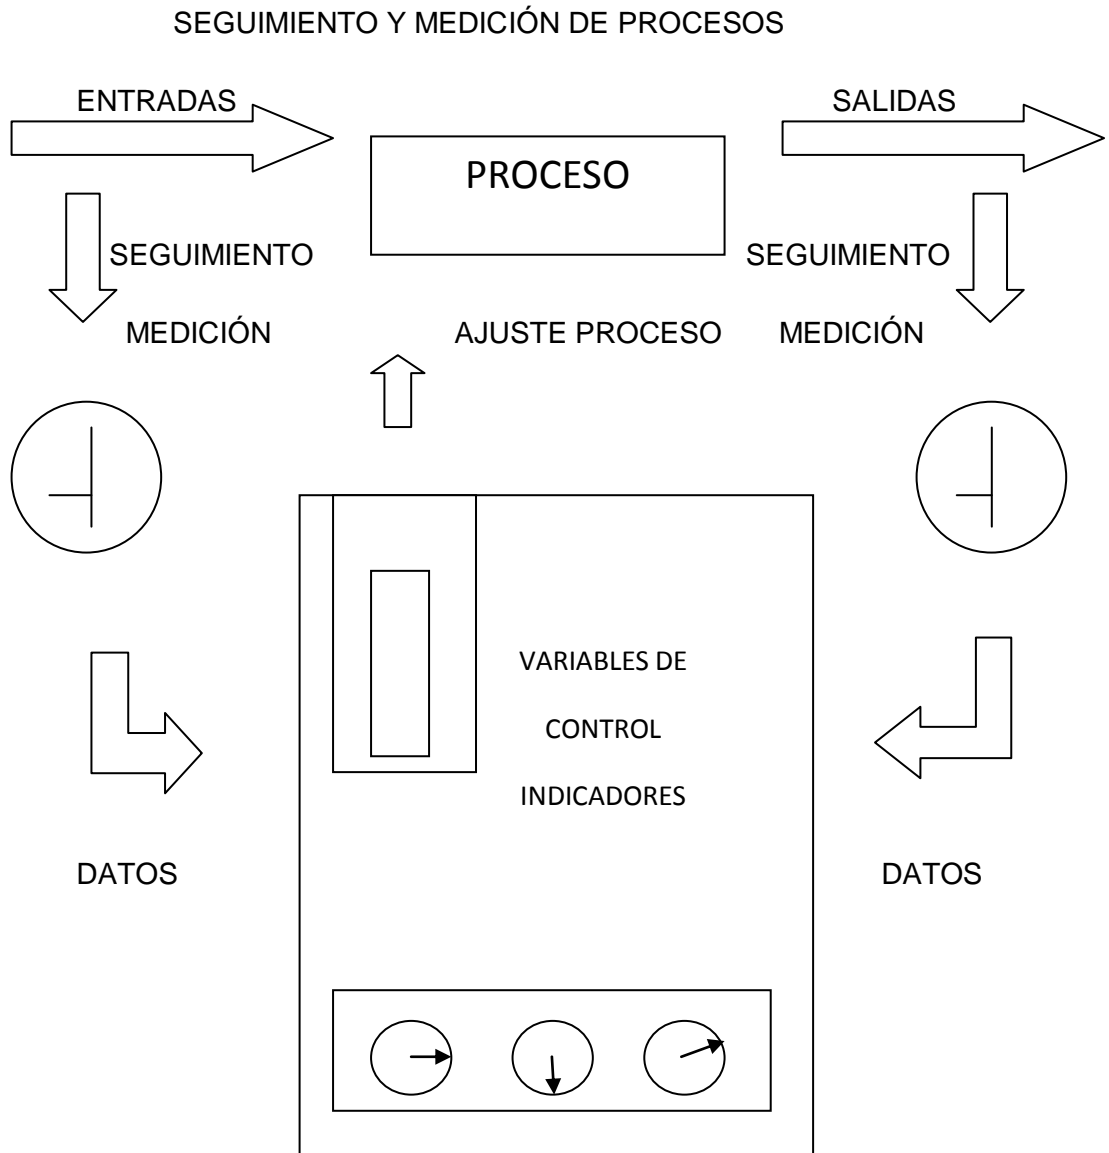 SEGUIMIENTO Y MEDICIÓN DE PROCESOS
ENTRADAS
SALIDAS
PROCESO
SEGUIMIENTO
SEGUIMIENTO
MEDICIÓN
AJUSTE PROCESO
MEDICIÓN
VARIABLES DE
CONTROL
INDICADORES
DATOS
DATOS